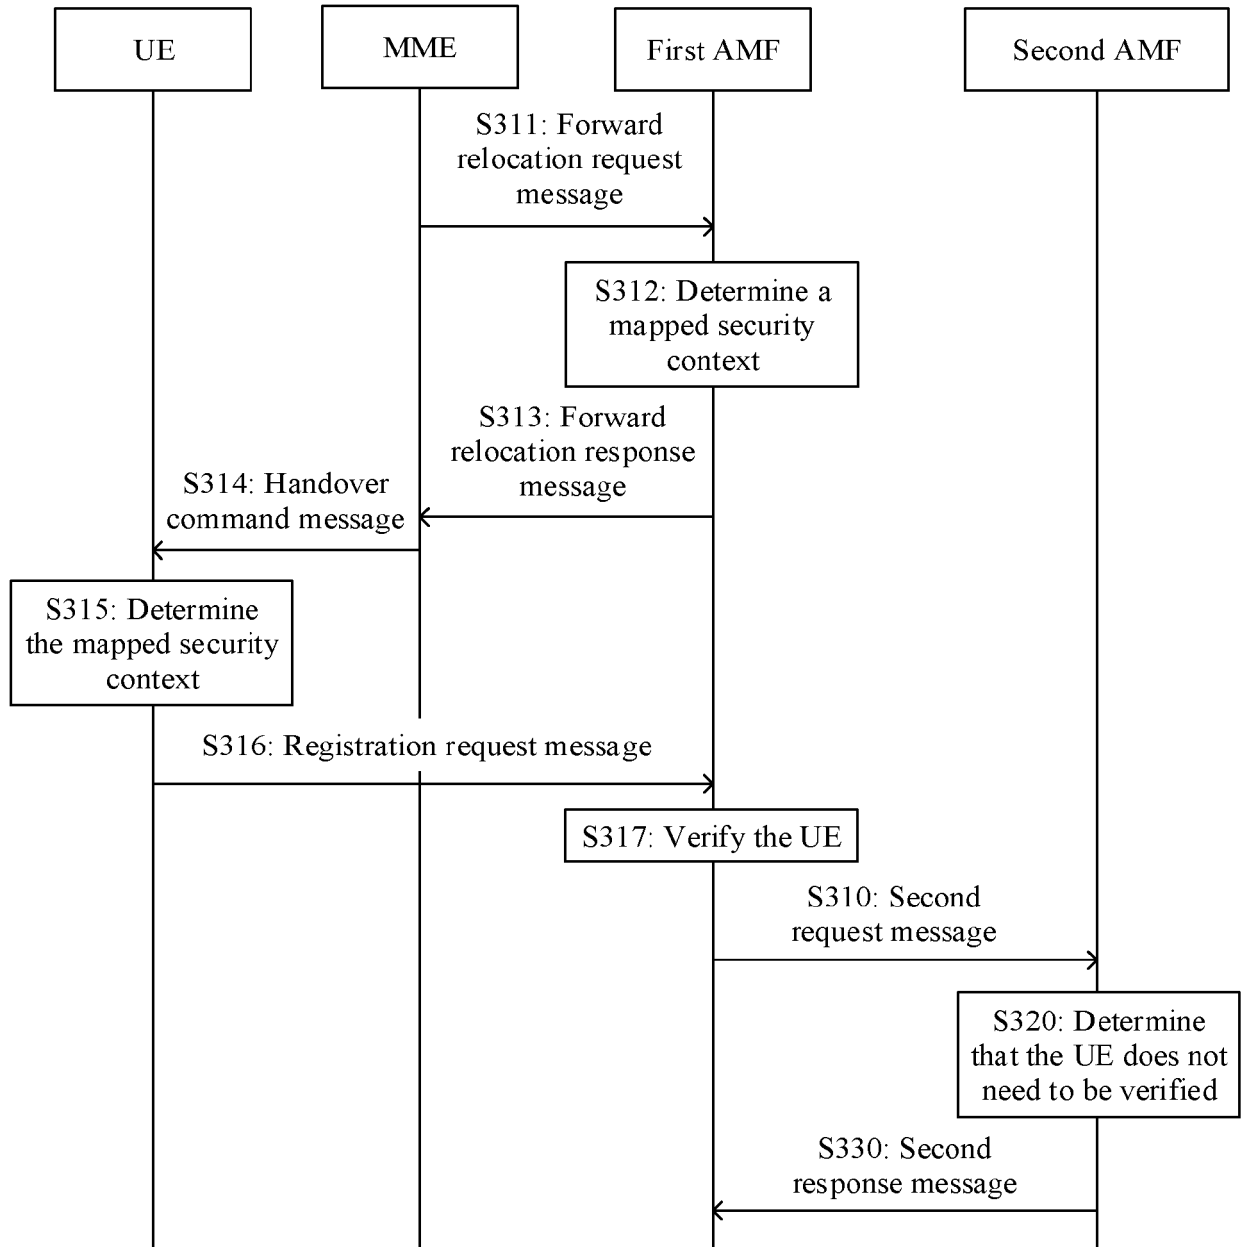 UE
MME
First AMF
Second AMF
S311: Forward
relocation request
message
S312: Determine a
mapped security
context
S313: Forward
relocation response
message
S314: Handover
command message
S315: Determine
the mapped security
context
S316: Registration request message
S317: Verify the UE
S310: Second
request message
S320: Determine
that the UE does not
need to be verified
S330: Second
response message